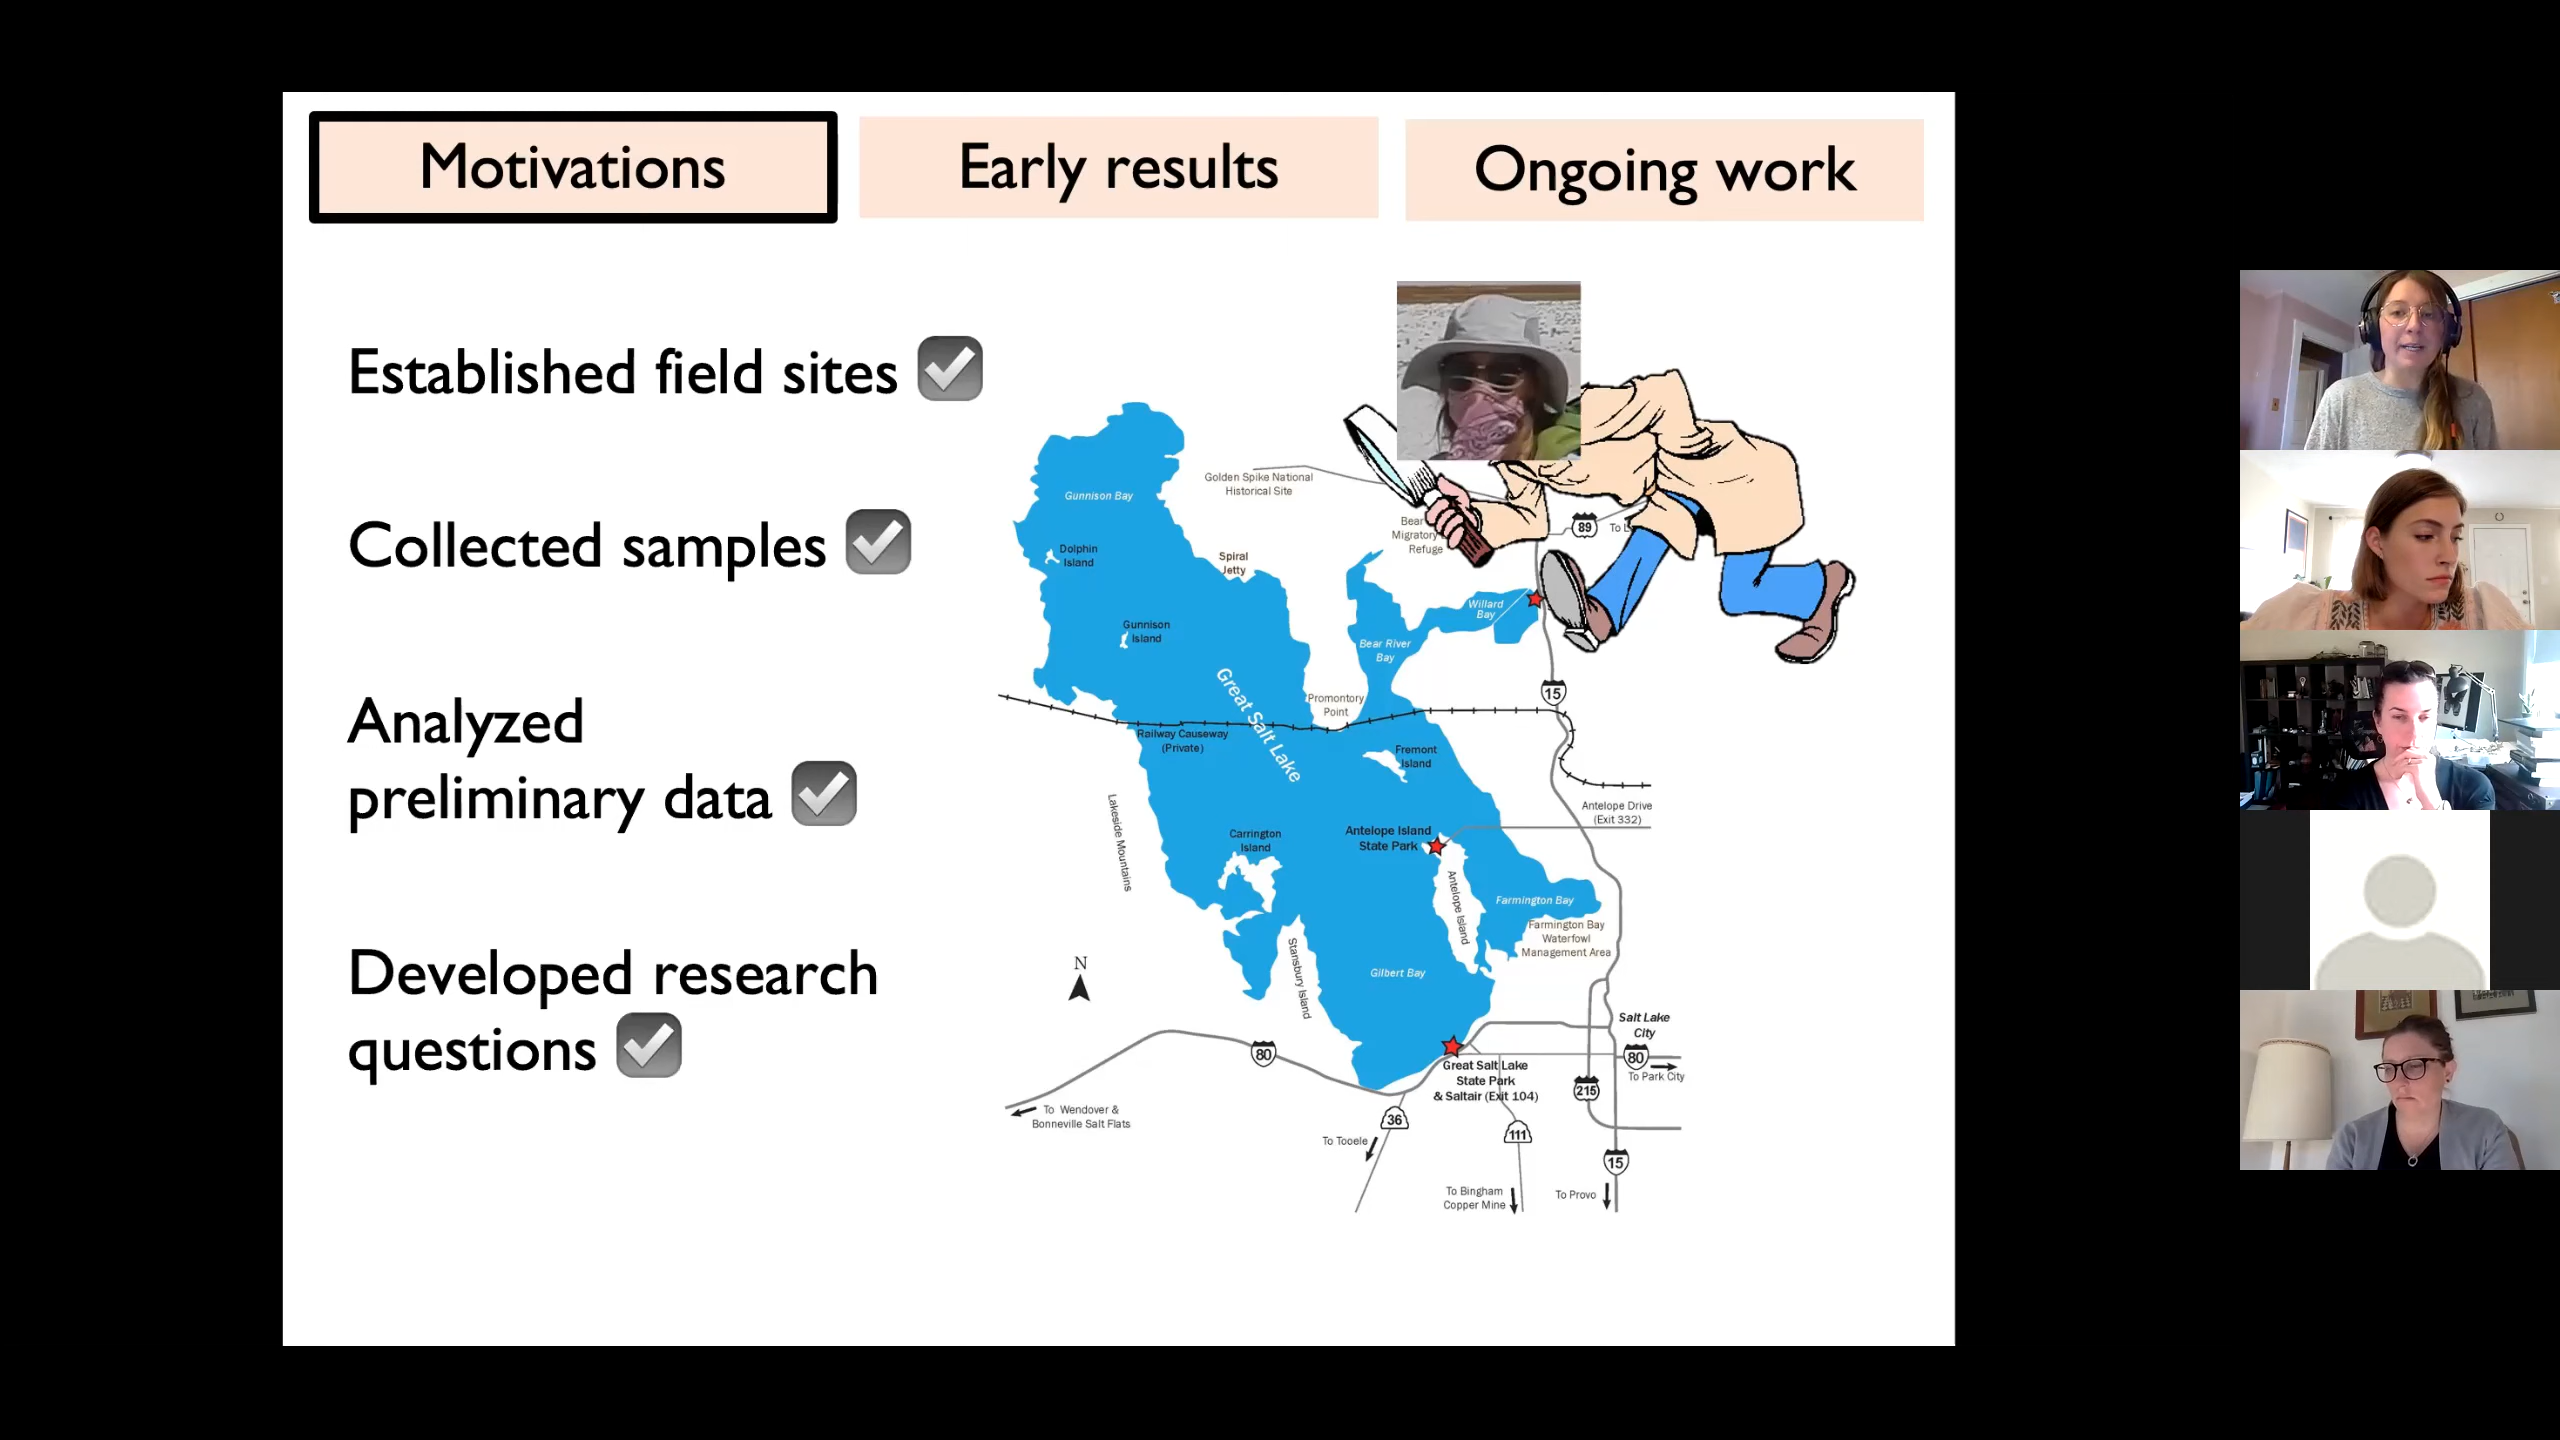 Motivations
Early results
Ongoing work
Established field sites
Collected samples
Analyzed
preliminary data
Developed research
questions
Gunnison Bay
Golden Spike National
Historical Site
Bear
Migratory
Refuge
89
To
Dolphin
Island
Spiral
Jetty
Gunnison
Island
Willard
Bay
Bear River
Bay
Great Salt Lake
15
Promontory
Point
Railway Causeway
(Private)
Fremont
Island
Lakeside Mountains
Antelope Drive
(Exit 332)
Carrington
Island
Antelope Island
State Park
Antelope Island
Farmington Bay
Farmington Bay
Waterfowl
Management Area
Stansbury Island
Gilbert Bay
N
Salt Lake
City
80
80
To Park City
Great Salt Lake
State Park
& Saltair (Exit 104)
215
To Wendover &
Bonneville Salt Flats
36
111
To Tooele
15
To Bingham
Copper Mine
To Provo